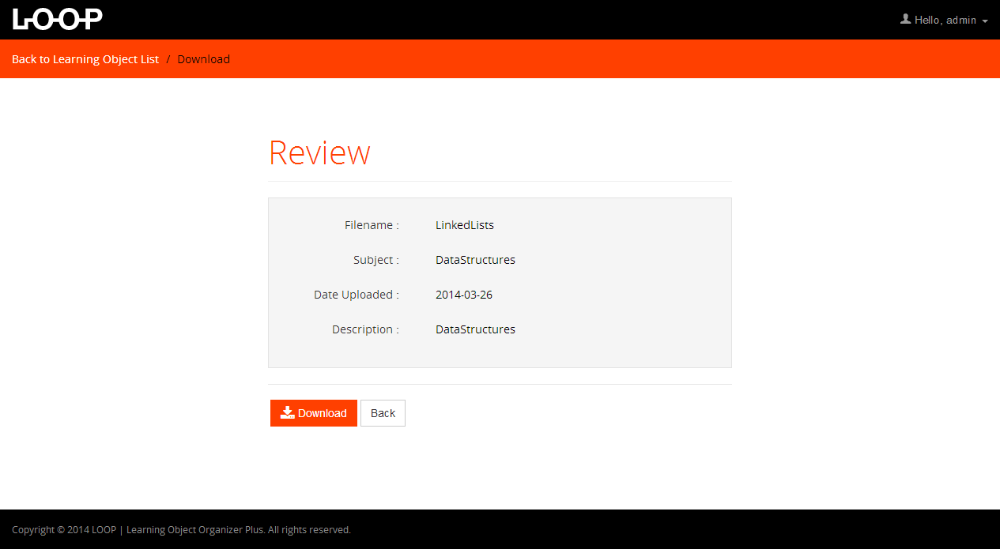 LOOP
Hello, admin
Back to Learning Object List / Download
Review
Filename : LinkedLists
Subject : DataStructures
Date Uploaded : 2014-03-26
Description : DataStructures
Download Back
Copyright © 2014 LOOP | Learning Object Organizer Plus. All rights reserved.